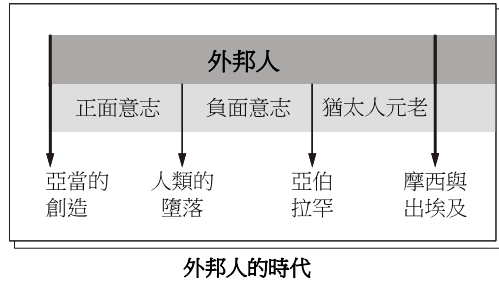 外邦人
正面意志 負面意志 猶太人元老
亞當的 人類的 亞伯 摩西與
創造 墮落 拉罕 出埃及
外邦人的時代